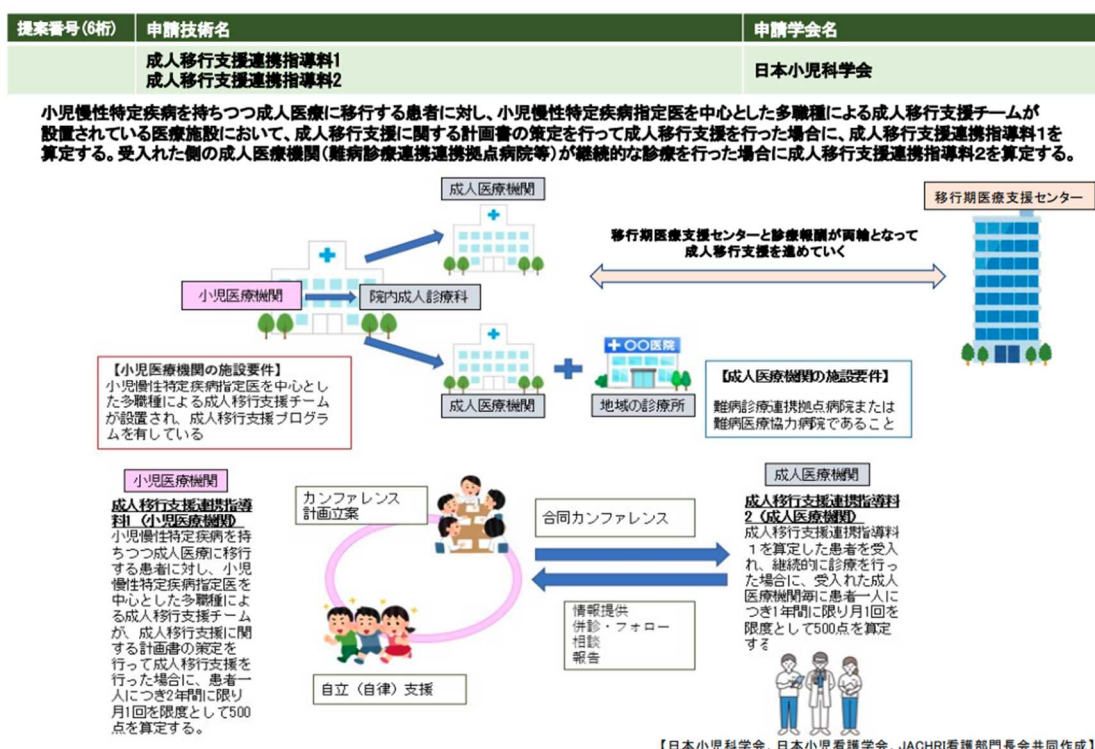 提案番号(6桁) 申請技術名 申請学会名
成人移行支援連携指導料1
成人移行支援連携指導料2
日本小児科学会
小児慢性特定疾病を持ちつつ成人医療に移行する患者に対し、小児慢性特定疾病指定医を中心とした多職種による成人移行支援チームが
設置されている医療施設において、成人移行支援に関する計画書の策定を行って成人移行支援を行った場合に、成人移行支援連携指導料1を
算定する。受入れた側の成人医療機関(難病診療連携連携拠点病院等)が継続的な診療を行った場合に成人移行支援連携指導料2を算定する。
成人医療機関
移行期医療支援センター
移行期医療支援センターと診療報酬が両輪となって
成人移行支援を進めていく
小児医療機関
院内成人診療科
〇〇医院
成人医療機関
地域の診療所
【小児医療機関の施設要件】
小児慢性特定疾病指定医を中心とし
た多職種による成人移行支援チーム
が設置され、成人移行支援プログラ
ムを有している
【成人医療機関の施設要件】
難病診療連携拠点病院または
難病医療協力病院であること
小児医療機関
成人移行支援連携指導
料1(小児医療機関)
小児慢性特定疾病を持
ちつつ成人医療に移行
する患者に対し、小児
慢性特定疾病指定医を
中心とした多職種によ
る成人移行支援チーム
が、成人移行支援に関
する計画書の策定を
行って成人移行支援を
行った場合に、患者一
人につき2年間に限り
月1回を限度として500
点を算定する。
カンファレンス
計画立案
自立(自律)支援
合同カンファレンス
情報提供
併診・フォロー
相談
報告
成人医療機関
成人移行支援連携指導料
2(成人医療機関)
成人移行支援連携指導料
1を算定した患者を受入
れ、継続的に診療を行っ
た場合に、受入れた成人
医療機関毎に患者一人に
つき1年間に限り月1回を
限度として500点を算定
する
【日本小児科学会、日本小児看護学会、JACHRI看護部門長会共同作成】